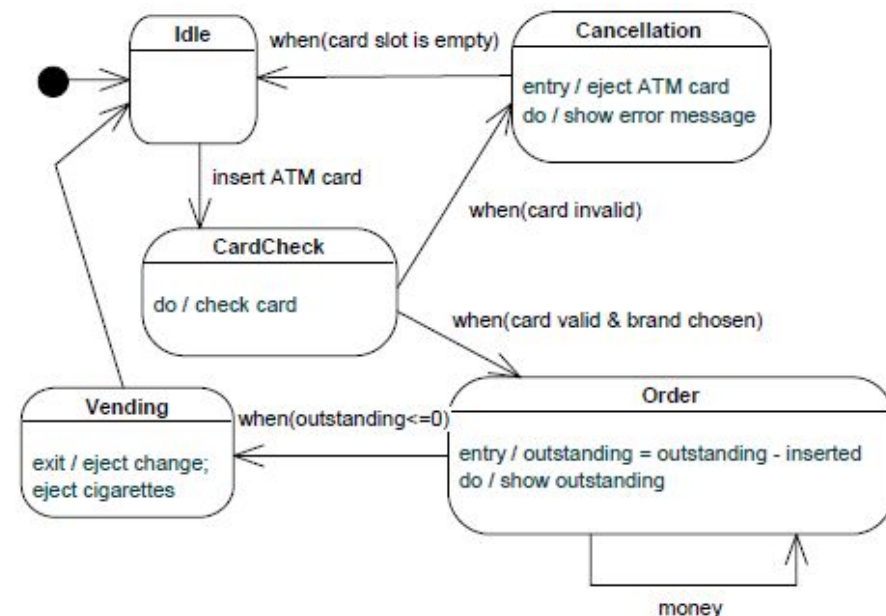 Idle
when(card slot is empty)
Cancellation
entry / eject ATM card
do / show error message
insert ATM card
when(card invalid)
CardCheck
do / check card
when(card valid & brand chosen)
Vending
exit / eject change;
eject cigarettes
when(outstanding<=0)
Order
entry / outstanding = outstanding - inserted
do / show outstanding
money